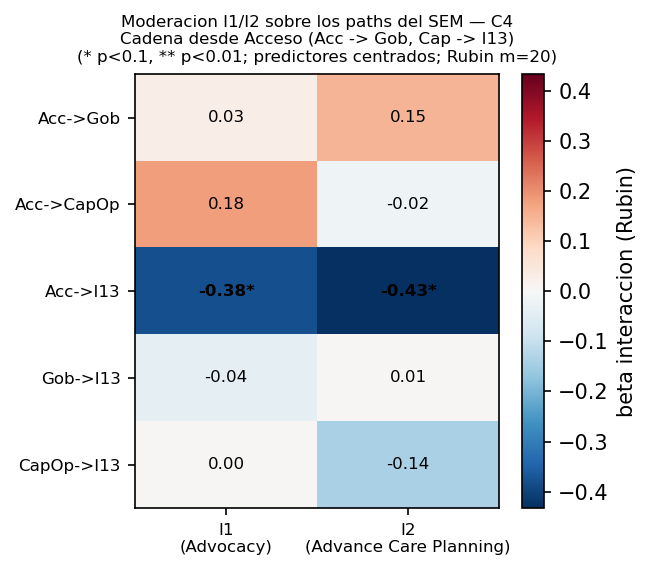 Moderacion I1/I2 sobre los paths del SEM — C4
Cadena desde Acceso (Acc -> Gob, Cap -> I13)
(* p<0.1, ** p<0.01; predictores centrados; Rubin m=20)
Acc->Gob 0.03 0.15
Acc->CapOp 0.18 -0.02
Acc->I13 -0.38* -0.43*
Gob->I13 -0.04 0.01
CapOp->I13 0.00 -0.14
I1 I2
(Advocacy) (Advance Care Planning)
0.4
0.3
0.2
0.1
0.0
−0.1
−0.2
−0.3
−0.4
beta interaccion (Rubin)